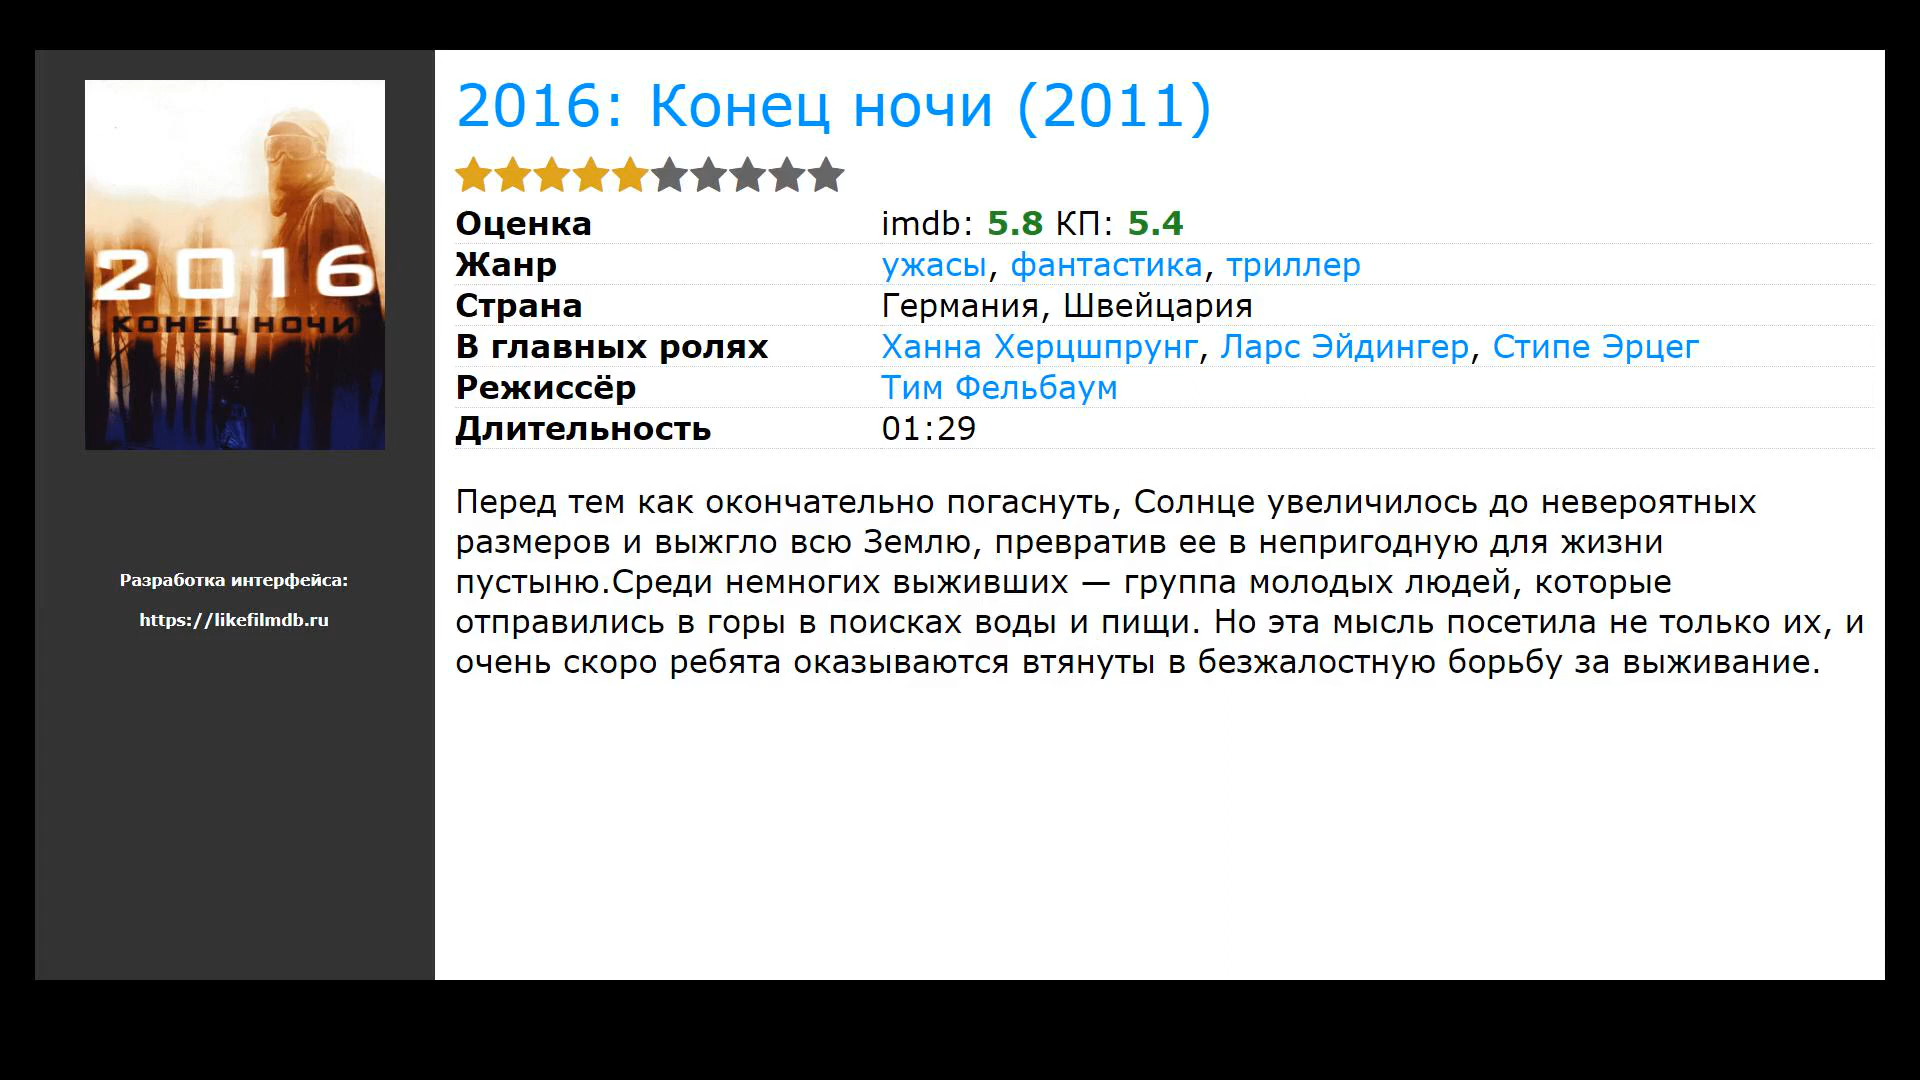 2016
КОНЕЦ НОЧИ
Разработка интерфейса:
https://likefilmdb.ru
2016: Конец ночи (2011)
Оценка imdb: 5.8 КП: 5.4
Жанр ужасы, фантастика, триллер
Страна Германия, Швейцария
В главных ролях Ханна Херцшпрунг, Ларс Эйдингер, Стипе Эрцег
Режиссёр Тим Фельбаум
Длительность 01:29
Перед тем как окончательно погаснуть, Солнце увеличилось до невероятных
размеров и выжгло всю Землю, превратив ее в непригодную для жизни
пустыню.Среди немногих выживших — группа молодых людей, которые
отправились в горы в поисках воды и пищи. Но эта мысль посетила не только их, и
очень скоро ребята оказываются втянуты в безжалостную борьбу за выживание.